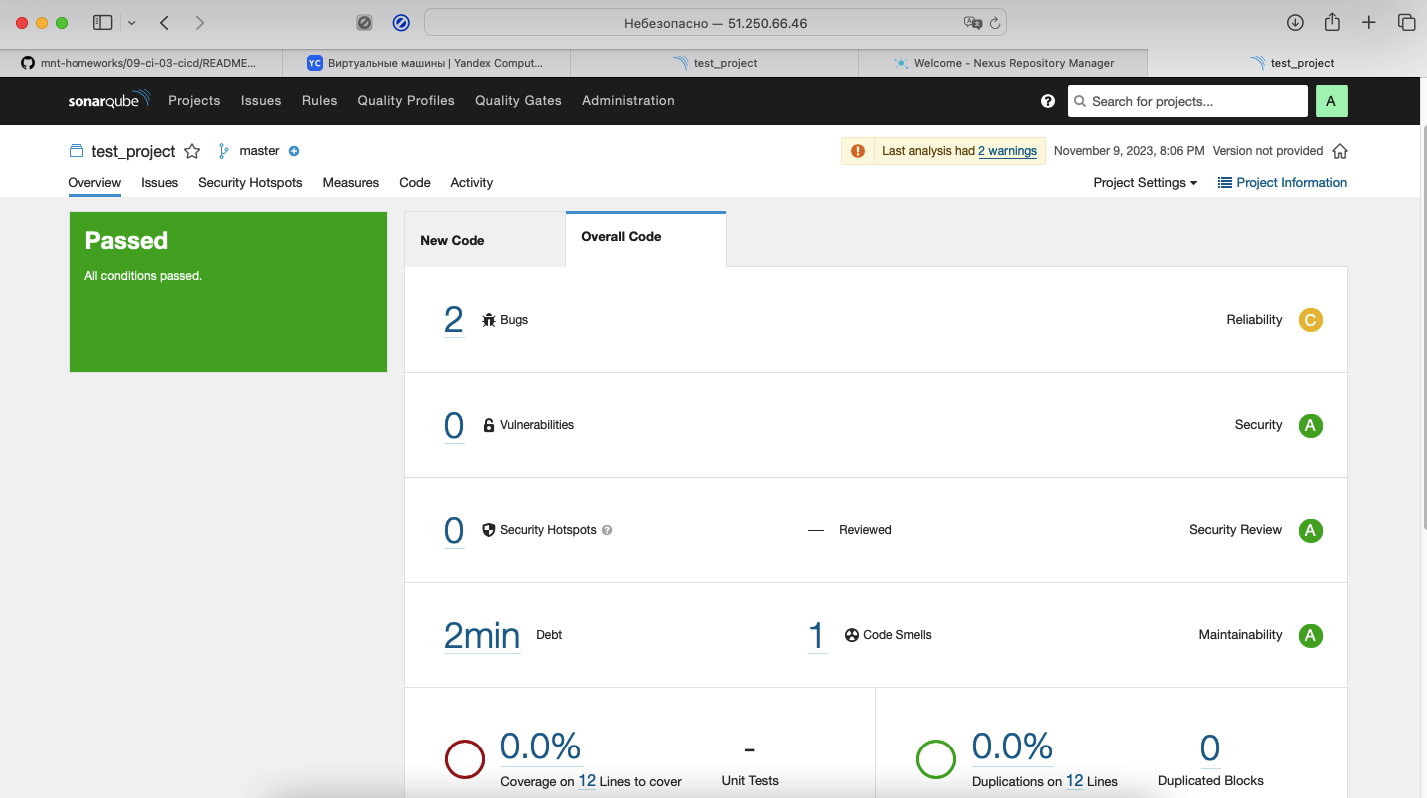 Небезопасно — 51.250.66.46
mnt-homeworks/09-ci-03-cicd/README...
YC Виртуальные машины | Yandex Comput...
test_project
Welcome - Nexus Repository Manager
test_project
sonarqube Projects Issues Rules Quality Profiles Quality Gates Administration
? Search for projects... A
test_project master
! Last analysis had 2 warnings November 9, 2023, 8:06 PM Version not provided
Overview Issues Security Hotspots Measures Code Activity
Project Settings Project Information
Passed
All conditions passed.
New Code Overall Code
2 Bugs Reliability C
0 Vulnerabilities Security A
0 Security Hotspots ? — Reviewed Security Review A
2min Debt 1 Code Smells Maintainability A
0.0% - 0.0% 0
Coverage on 12 Lines to cover Unit Tests Duplications on 12 Lines Duplicated Blocks